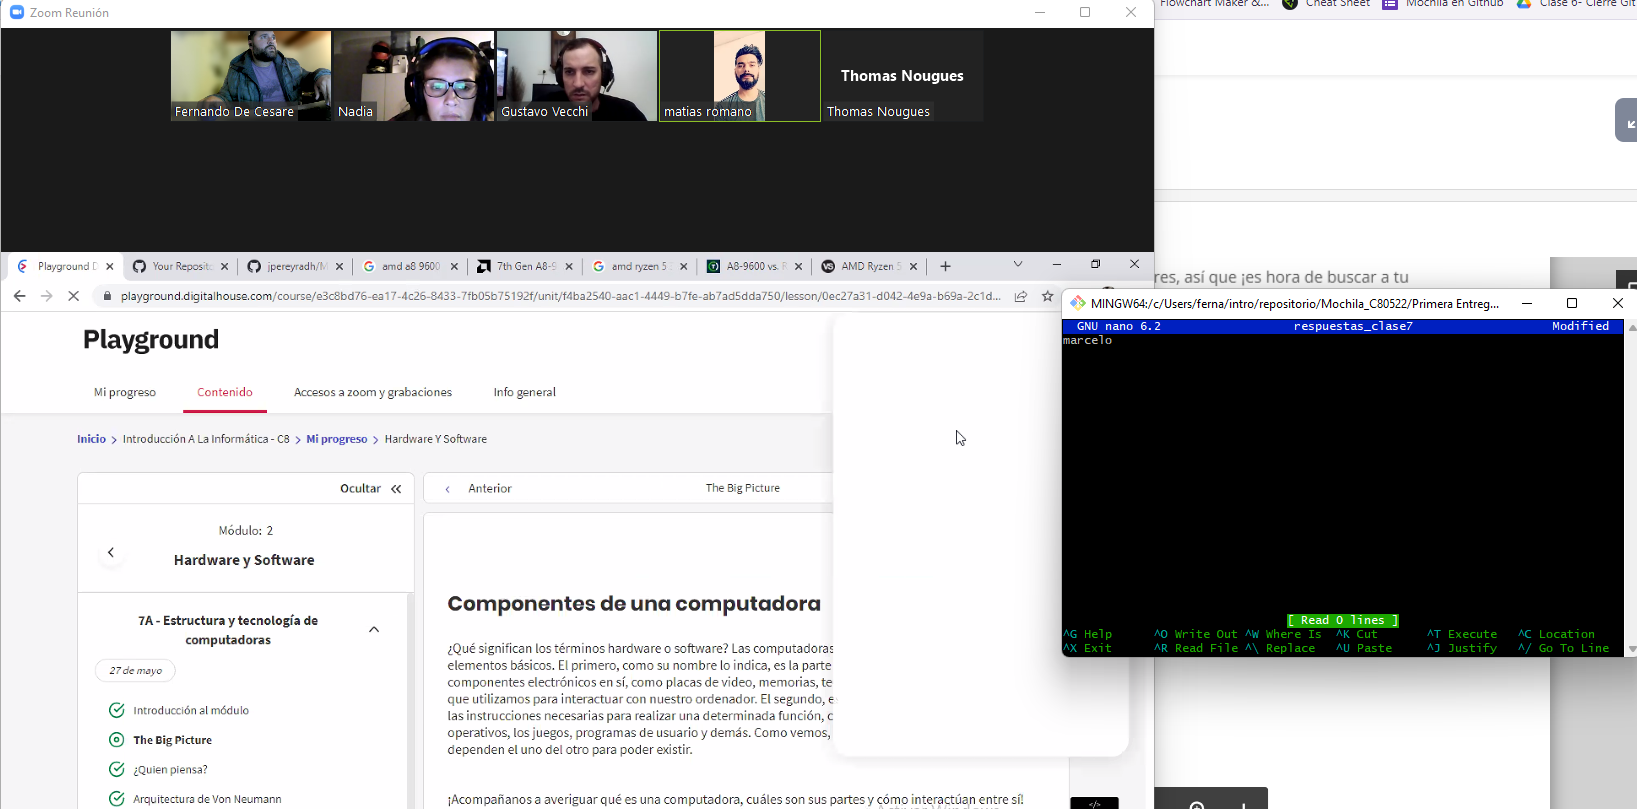 Zoom Reunión
Flowchart Maker &...
Cheat Sheet
Mochila en Github
Clase 6- Cierre Git
Fernando De Cesare
Nadia
Gustavo Vecchi
matias romano
Thomas Nougues
Thomas Nougues
Playground D
Your Reposito
jpereyradh/M
amd a8 9600
7th Gen A8-9
amd ryzen 5
A8-9600 vs. R
AMD Ryzen 5
playground.digitalhouse.com/course/e3c8bd76-ea17-4c26-8433-7fb05b75192f/unit/f4ba2540-aac1-4449-b7fe-ab7ad5dda750/lesson/0ec27a31-d042-4e9a-b69a-2c1d...
res, así que ¡es hora de buscar a tu
MINGW64:/c/Users/ferna/intro/repositorio/Mochila_C80522/Primera Entreg...
GNU nano 6.2 respuestas_clase7 Modified
marcelo
[ Read 0 lines ]
^G Help ^O Write Out ^W Where Is ^K Cut ^T Execute ^C Location
^X Exit ^R Read File ^\ Replace ^U Paste ^J Justify ^/ Go To Line
Playground
Mi progreso
Contenido
Accesos a zoom y grabaciones
Info general
Inicio > Introducción A La Informática - C8 > Mi progreso > Hardware Y Software
Ocultar «
‹ Anterior
The Big Picture
Módulo: 2
Hardware y Software
7A - Estructura y tecnología de
computadoras
27 de mayo
Introducción al módulo
The Big Picture
¿Quien piensa?
Arquitectura de Von Neumann
Componentes de una computadora
¿Qué significan los términos hardware o software? Las computadoras
elementos básicos. El primero, como su nombre lo indica, es la parte
componentes electrónicos en sí, como placas de video, memorias, te
que utilizamos para interactuar con nuestro ordenador. El segundo, e
las instrucciones necesarias para realizar una determinada función, c
operativos, los juegos, programas de usuario y demás. Como vemos,
dependen el uno del otro para poder existir.
¡Acompañanos a averiguar qué es una computadora, cuáles son sus partes y cómo interactúan entre sí!